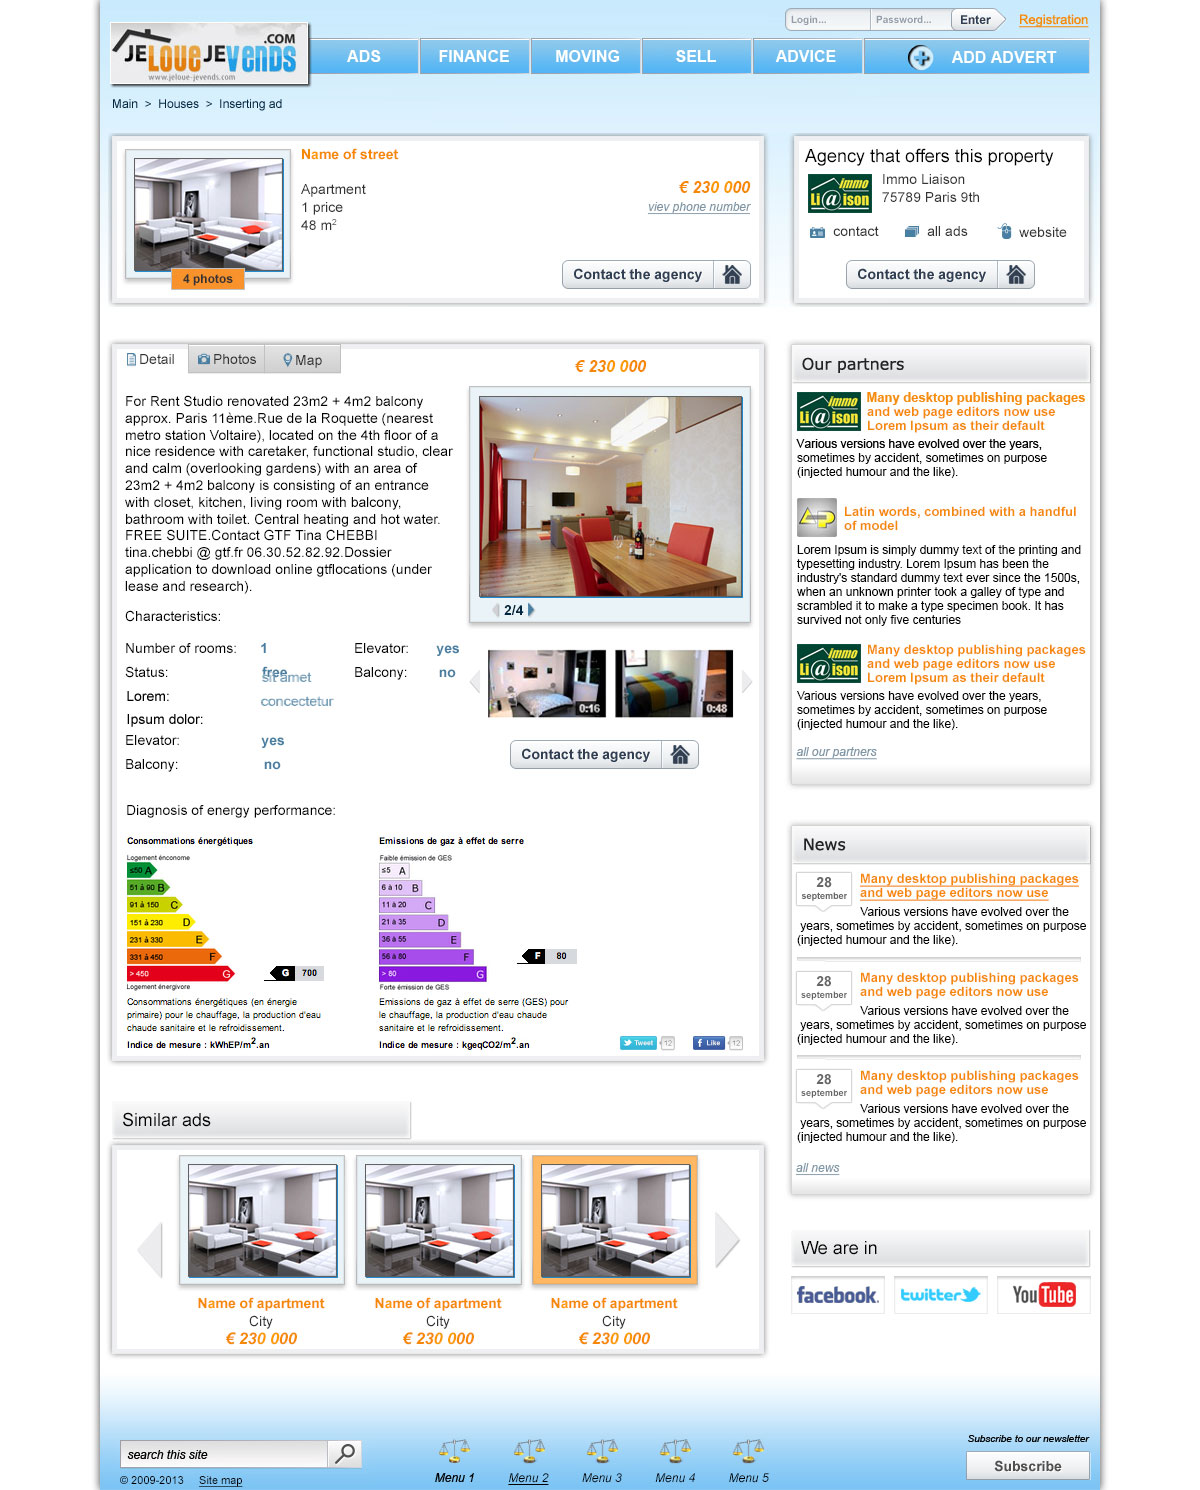 Login...
Password...
Enter
Registration
JELOUEJEVENDS.COM
www.jeloue-jevends.com
ADS
FINANCE
MOVING
SELL
ADVICE
ADD ADVERT
Main > Houses > Inserting ad
Name of street
Apartment
1 price
48 m²
4 photos
€ 230 000
viev phone number
Contact the agency
Agency that offers this property
immo
Li@ison
Immo Liaison
75789 Paris 9th
contact
all ads
website
Contact the agency
Detail
Photos
Map
€ 230 000
For Rent Studio renovated 23m2 + 4m2 balcony
approx. Paris 11ème.Rue de la Roquette (nearest
metro station Voltaire), located on the 4th floor of a
nice residence with caretaker, functional studio, clear
and calm (overlooking gardens) with an area of
23m2 + 4m2 balcony is consisting of an entrance
with closet, kitchen, living room with balcony,
bathroom with toilet. Central heating and hot water.
FREE SUITE.Contact GTF Tina CHEBBI
tina.chebbi @ gtf.fr 06.30.52.82.92.Dossier
application to download online gtflocations (under
lease and research).
2/4
Characteristics:
Number of rooms: 1
Elevator: yes
Status: free
Balcony: no
Lorem: sit amet
Ipsum dolor: concectetur
Elevator: yes
Balcony: no
0:16
0:48
Contact the agency
Diagnosis of energy performance:
Consommations énergétiques
Logement énconome
≤50 A
51 à 90 B
91 à 150 C
151 à 230 D
231 à 330 E
331 à 450 F
> 450 G
G 700
Logement énergivore
Consommations énergétiques (en énergie
primaire) pour le chauffage, la production d'eau
chaude sanitaire et le refroidissement.
Indice de mesure : kWhEP/m².an
Emissions de gaz à effet de serre
Faible émission de GES
≤5 A
6 à 10 B
11 à 20 C
21 à 35 D
36 à 55 E
56 à 80 F
> 80 G
F 80
Forte émission de GES
Emissions de gaz à effet de serre (GES) pour
le chauffage, la production d'eau chaude
sanitaire et le refroidissement.
Indice de mesure : kgeqCO2/m².an
Tweet 12
Like 12
Our partners
immo
Li@ison
Many desktop publishing packages
and web page editors now use
Lorem Ipsum as their default
Various versions have evolved over the years,
sometimes by accident, sometimes on purpose
(injected humour and the like).
Latin words, combined with a handful
of model
Lorem Ipsum is simply dummy text of the printing and
typesetting industry. Lorem Ipsum has been the
industry's standard dummy text ever since the 1500s,
when an unknown printer took a galley of type and
scrambled it to make a type specimen book. It has
survived not only five centuries
immo
Li@ison
Many desktop publishing packages
and web page editors now use
Lorem Ipsum as their default
Various versions have evolved over the years,
sometimes by accident, sometimes on purpose
(injected humour and the like).
all our partners
News
28
september
Many desktop publishing packages
and web page editors now use
Various versions have evolved over the
years, sometimes by accident, sometimes on purpose
(injected humour and the like).
28
september
Many desktop publishing packages
and web page editors now use
Various versions have evolved over the
years, sometimes by accident, sometimes on purpose
(injected humour and the like).
28
september
Many desktop publishing packages
and web page editors now use
Various versions have evolved over the
years, sometimes by accident, sometimes on purpose
(injected humour and the like).
all news
Similar ads
Name of apartment
City
€ 230 000
Name of apartment
City
€ 230 000
Name of apartment
City
€ 230 000
We are in
facebook.
twitter
YouTube
search this site
© 2009-2013
Site map
Menu 1
Menu 2
Menu 3
Menu 4
Menu 5
Subscribe to our newsletter
Subscribe